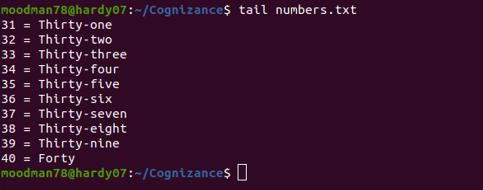 moodman78@hardy07:~/Cognizance$ tail numbers.txt
31 = Thirty-one
32 = Thirty-two
33 = Thirty-three
34 = Thirty-four
35 = Thirty-five
36 = Thirty-six
37 = Thirty-seven
38 = Thirty-eight
39 = Thirty-nine
40 = Forty
moodman78@hardy07:~/Cognizance$